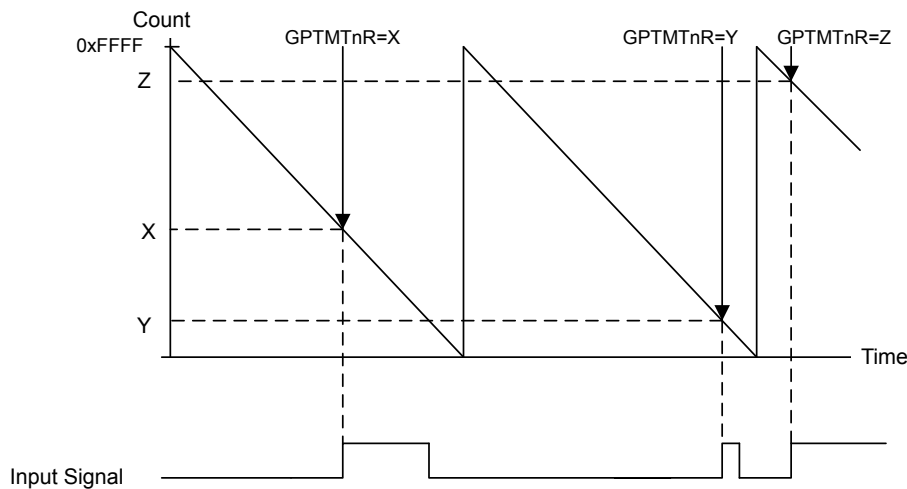 Count
0xFFFF
GPTMTnR=X
GPTMTnR=Y
GPTMTnR=Z
Z
X
Y
Time
Input Signal